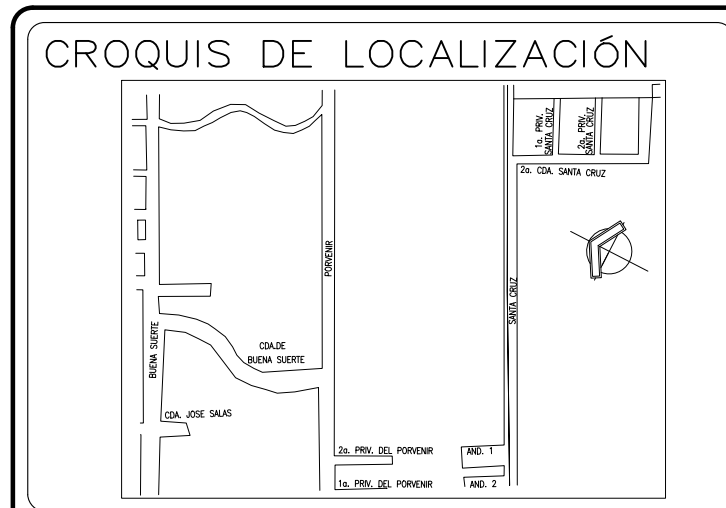 CROQUIS DE LOCALIZACIÓN
1a. PRIV.
SANTA CRUZ
2a. PRIV.
SANTA CRUZ
2a. CDA. SANTA CRUZ
PORVENIR
SANTA CRUZ
BUENA SUERTE
CDA.DE
BUENA SUERTE
CDA. JOSE SALAS
2a. PRIV. DEL PORVENIR
AND. 1
1a. PRIV. DEL PORVENIR
AND. 2